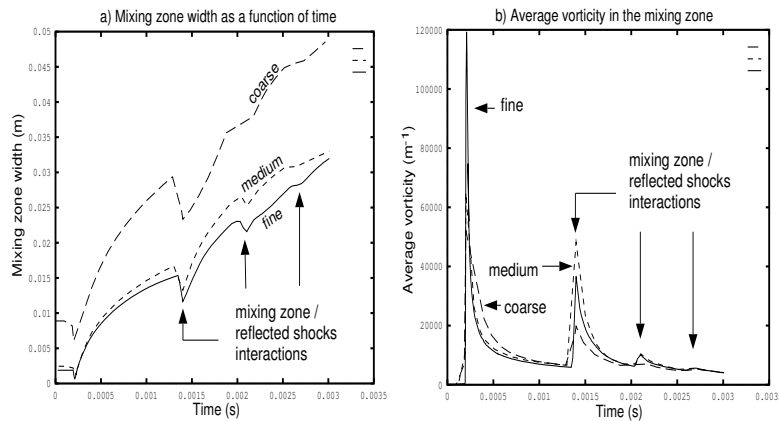 a) Mixing zone width as a function of time
0.05
0.045
0.04
0.035
0.03
0.025
0.02
0.015
0.01
0.005
0
Mixing zone width (m)
coarse
medium
fine
mixing zone /
reflected shocks
interactions
0 0.0005 0.001 0.0015 0.002 0.0025 0.003 0.0035
Time (s)
b) Average vorticity in the mixing zone
120000
100000
80000
60000
40000
20000
0
Average vorticity (m-1)
fine
mixing zone /
reflected shocks
interactions
medium
coarse
0 0.0005 0.001 0.0015 0.002 0.0025 0.003 0.003
Time (s)